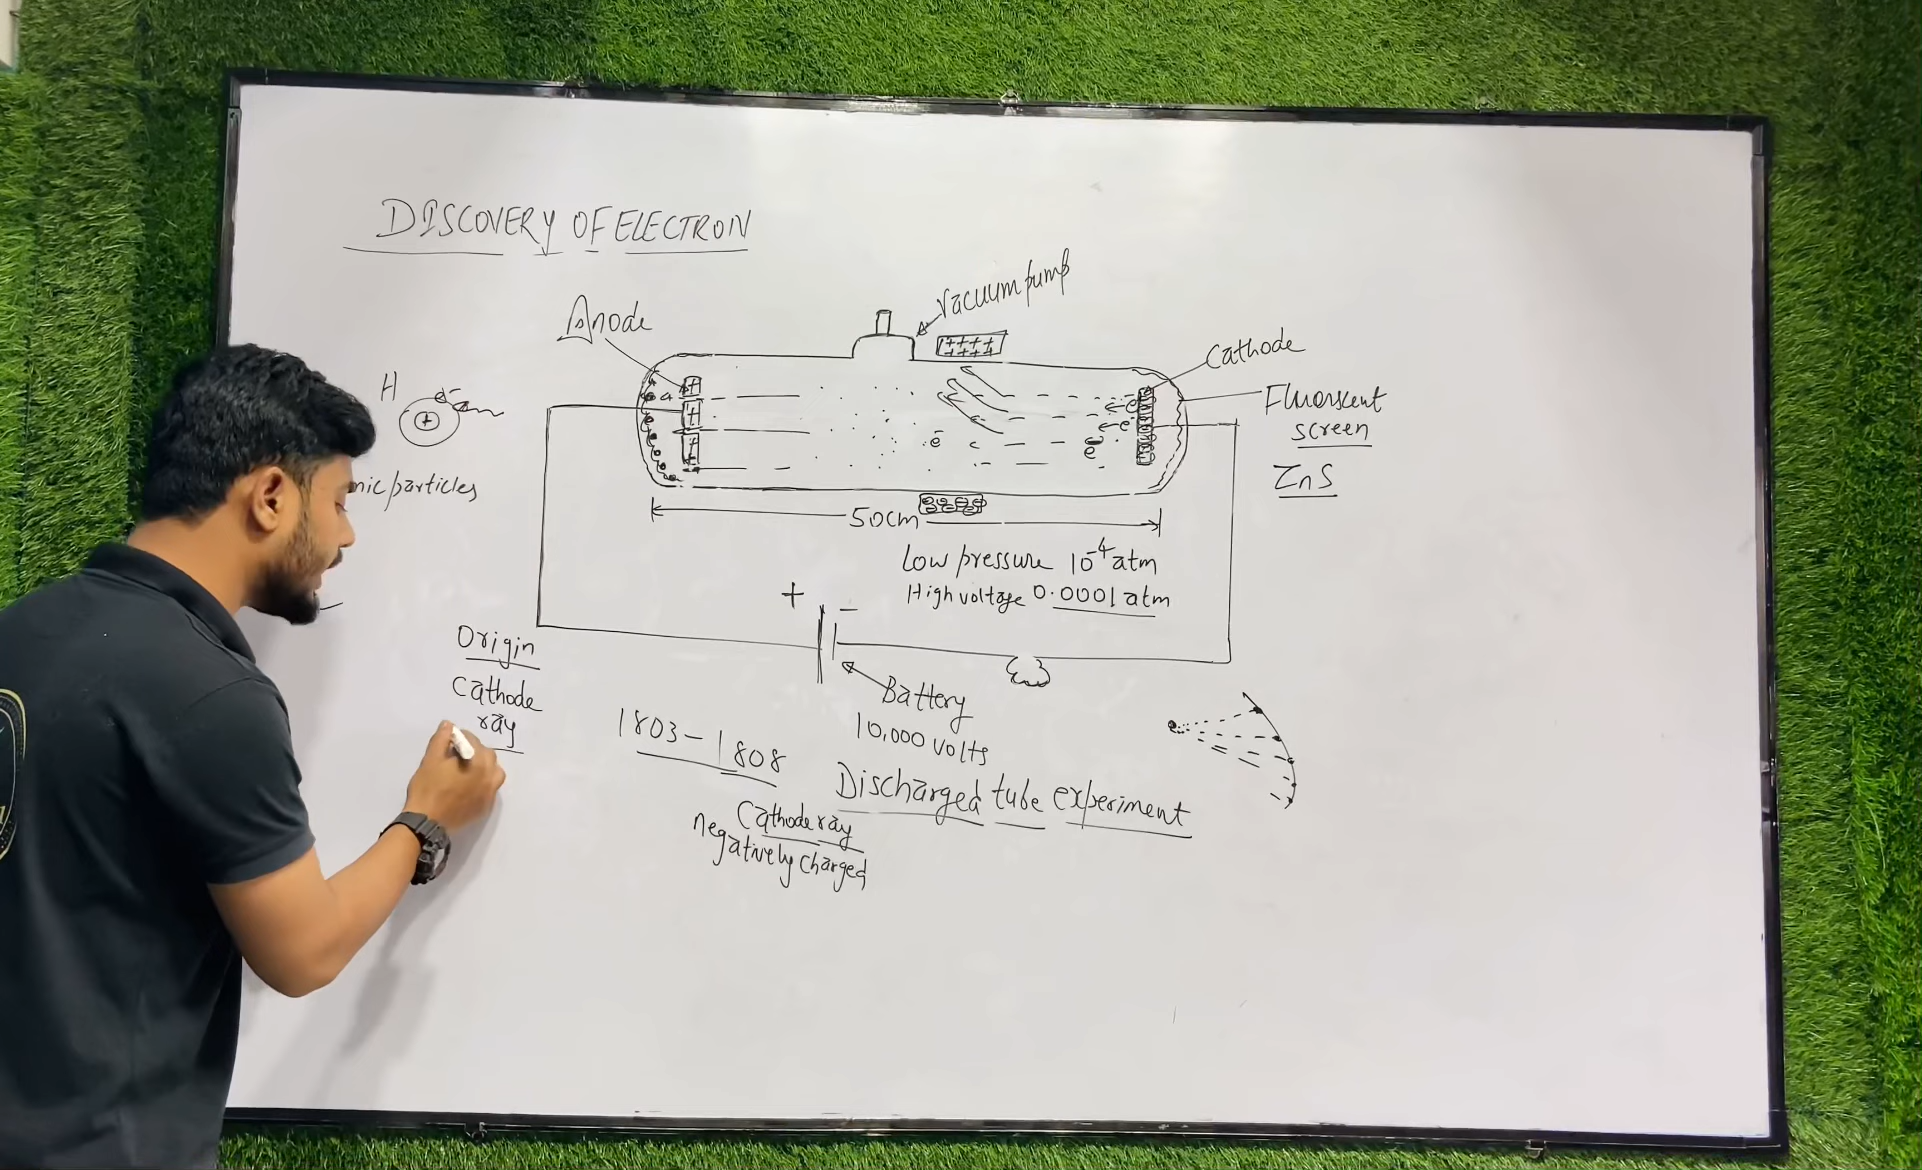 DISCOVERY OF ELECTRON
Vacuum pump
Anode
+ + + +
+ + + +
Cathode
H
e-
+
+
+
+
e-
e-
e-
e-
Fluorscent
screen
ZnS
mic particles
50cm
Low pressure 10-4 atm
High voltage 0.0001 atm
+ -
Origin
Cathode
ray
Battery
10,000 volts
1803-1808
Discharged tube experiment
Cathode ray
negatively charged